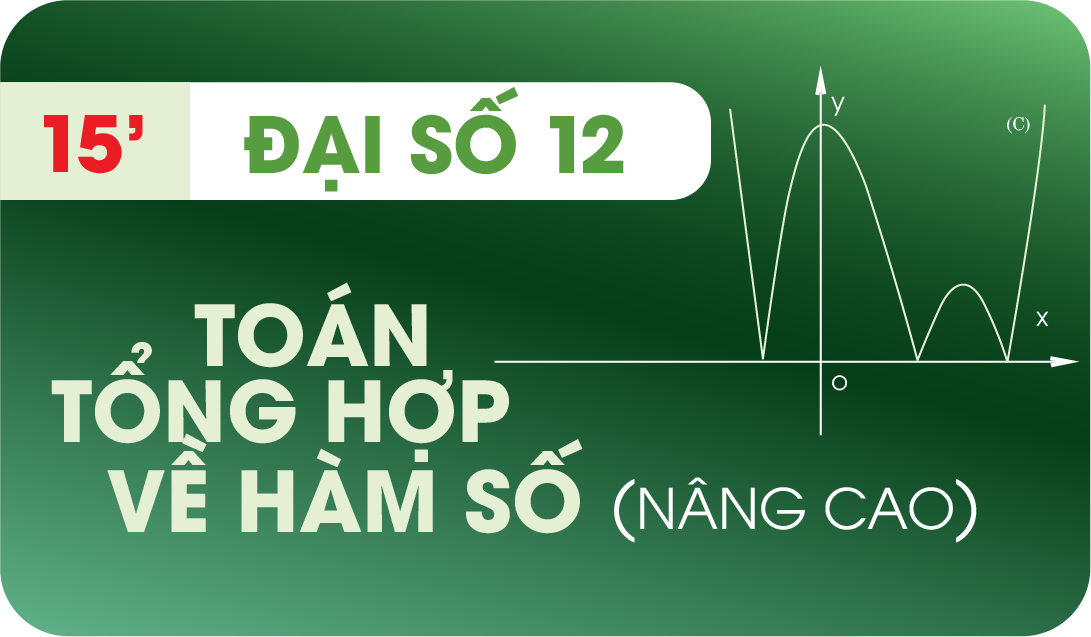 15’ ĐẠI SỐ 12
y
(C)
TOÁN
x
O
TỔNG HỢP
VỀ HÀM SỐ (NÂNG CAO)